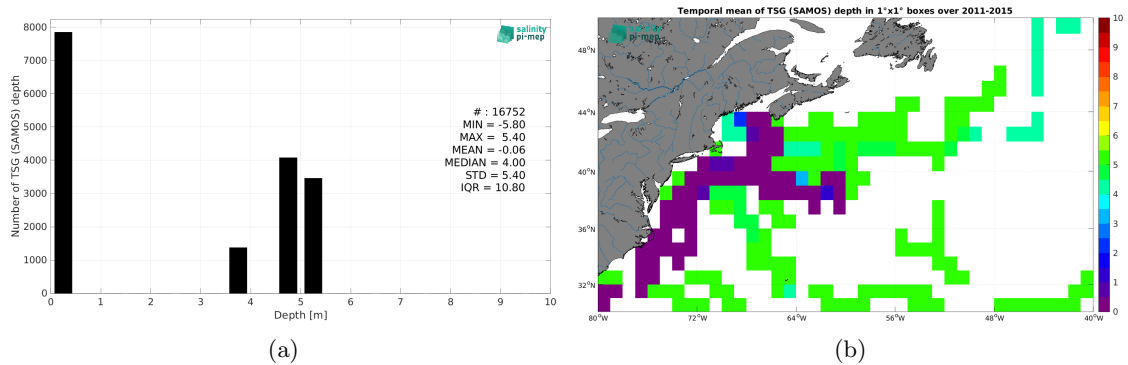 8000
7000
6000
5000
4000
3000
2000
1000
0
Number of TSG (SAMOS) depth
0 1 2 3 4 5 6 7 8 9 10
Depth [m]
salinity
pi-mep
# : 16752
MIN = -5.80
MAX = 5.40
MEAN = -0.06
MEDIAN = 4.00
STD = 5.40
IQR = 10.80
(a)
Temporal mean of TSG (SAMOS) depth in 1°x1° boxes over 2011-2015
salinity
pi-mep
48°N
44°N
40°N
36°N
32°N
80°W 72°W 64°W 56°W 48°W 40°W
10
9
8
7
6
5
4
3
2
1
0
(b)